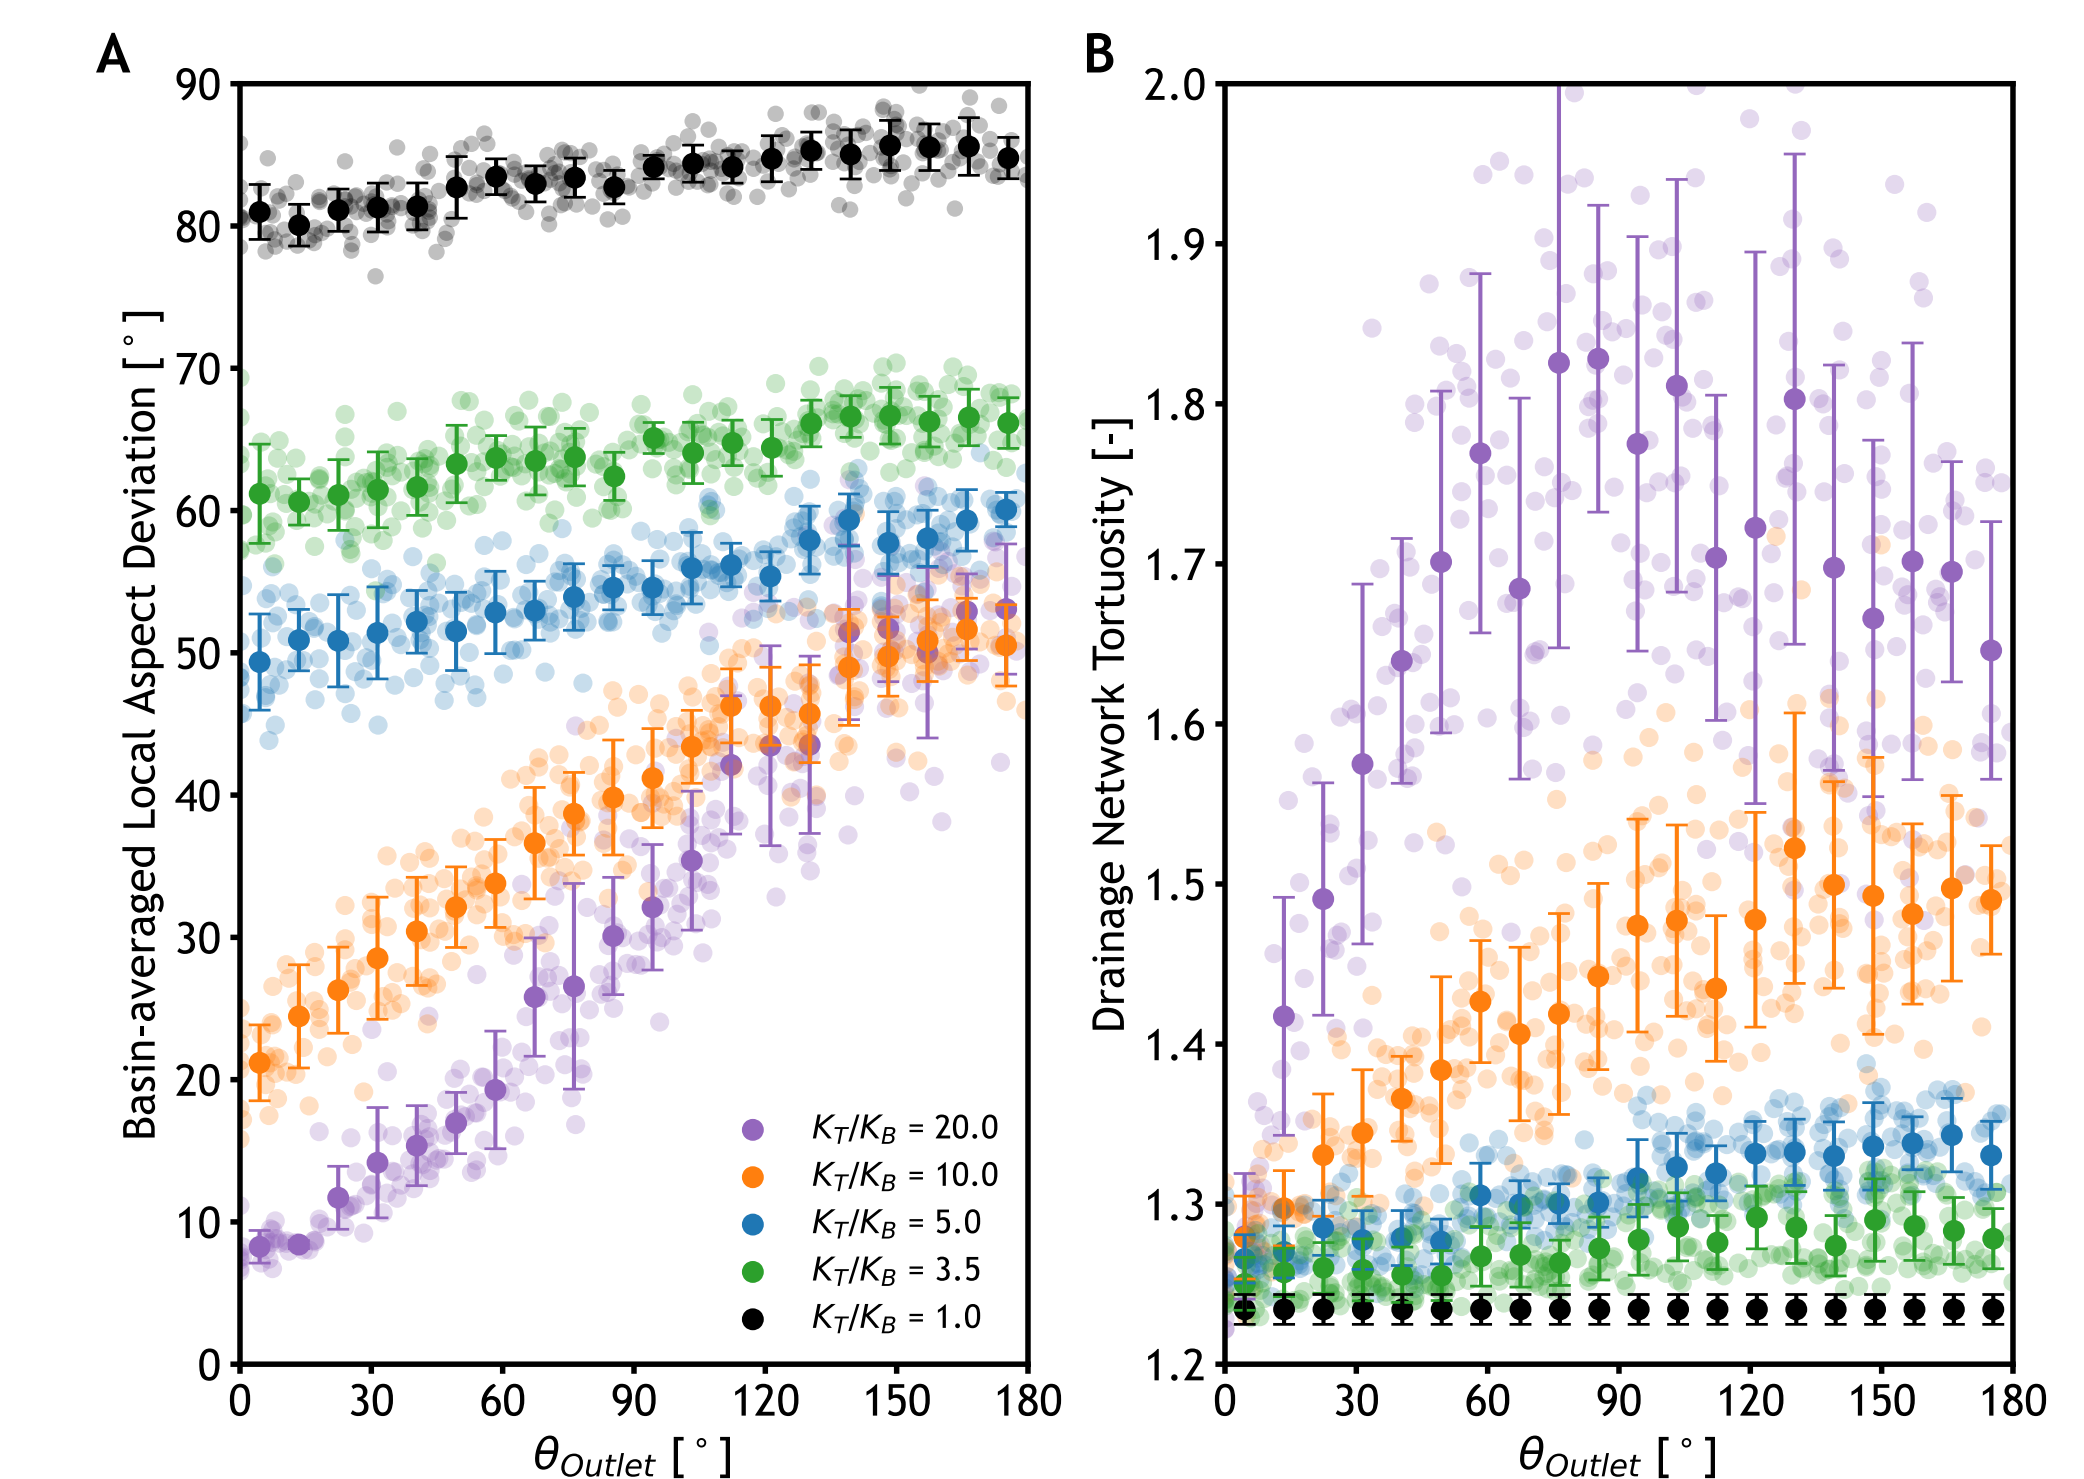 A
B
Basin-averaged Local Aspect Deviation [°]
90
80
70
60
50
40
30
20
10
0
0 30 60 90 120 150 180
θOutlet [°]
KT/KB = 20.0
KT/KB = 10.0
KT/KB = 5.0
KT/KB = 3.5
KT/KB = 1.0
Drainage Network Tortuosity [-]
2.0
1.9
1.8
1.7
1.6
1.5
1.4
1.3
1.2
0 30 60 90 120 150 180
θOutlet [°]